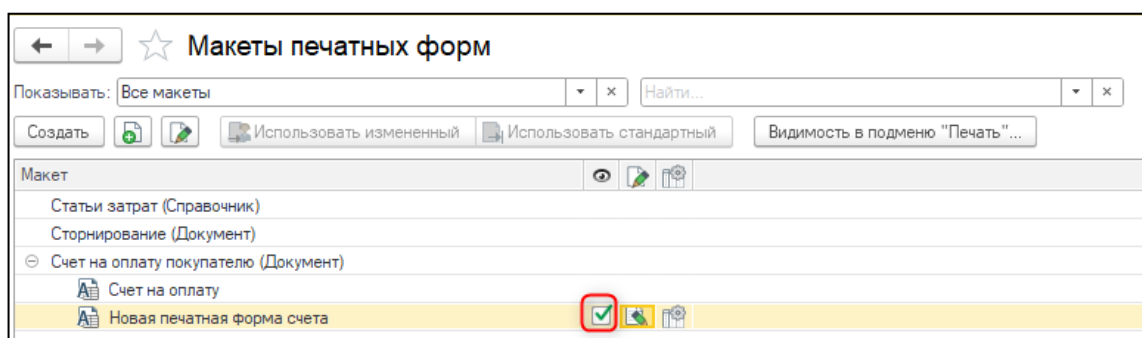 Макеты печатных форм
Показывать: Все макеты Найти...
Создать Использовать измененный Использовать стандартный Видимость в подменю "Печать"...
Макет
Статьи затрат (Справочник)
Сторнирование (Документ)
Счет на оплату покупателю (Документ)
Счет на оплату
Новая печатная форма счета